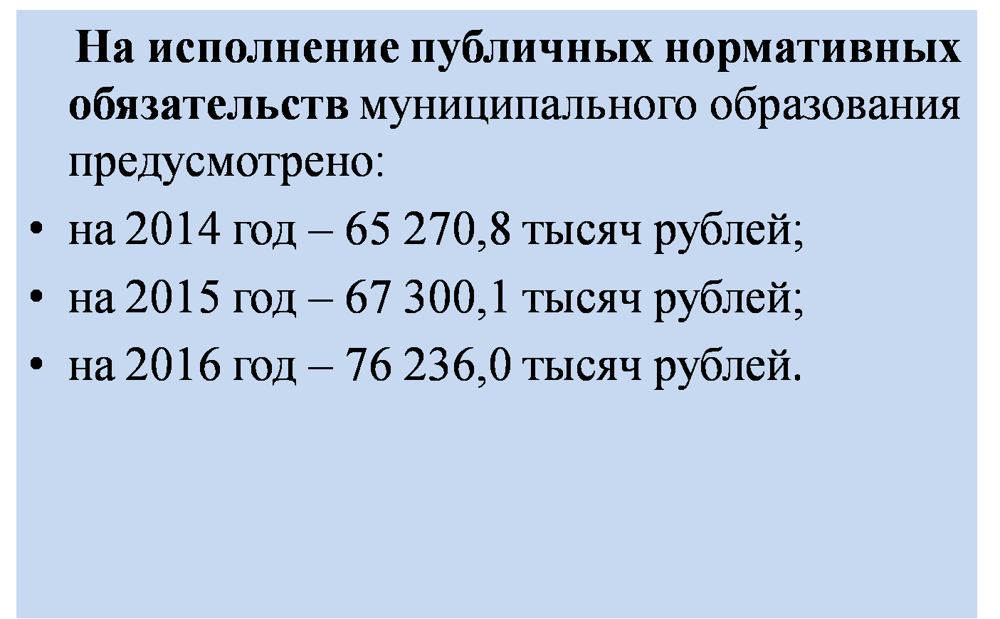 На исполнение публичных нормативных
обязательств муниципального образования
предусмотрено:
• на 2014 год – 65 270,8 тысяч рублей;
• на 2015 год – 67 300,1 тысяч рублей;
• на 2016 год – 76 236,0 тысяч рублей.